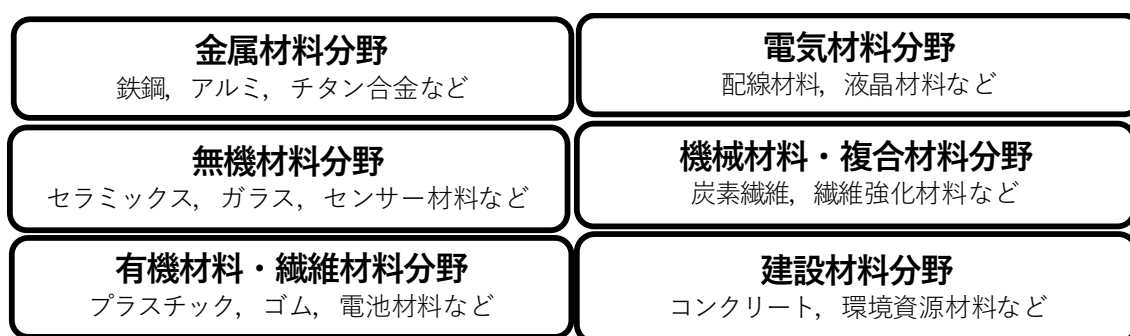 金属材料分野
鉄鋼，アルミ，チタン合金など
電気材料分野
配線材料，液晶材料など
無機材料分野
セラミックス，ガラス，センサー材料など
機械材料・複合材料分野
炭素繊維，繊維強化材料など
有機材料・繊維材料分野
プラスチック，ゴム，電池材料など
建設材料分野
コンクリート，環境資源材料など